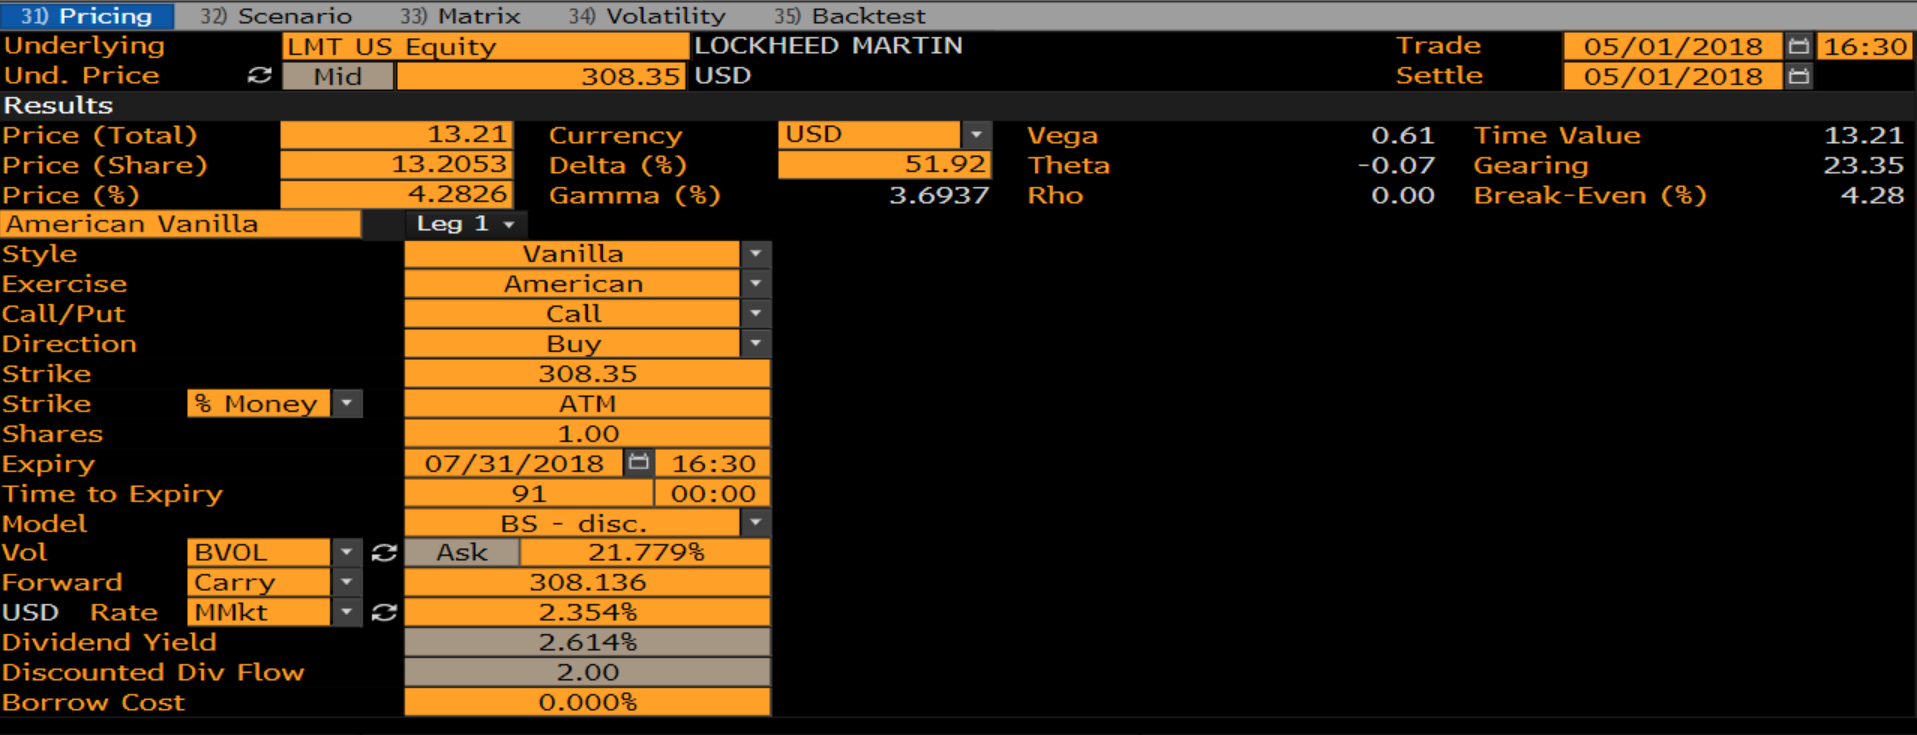 31) Pricing 32) Scenario 33) Matrix 34) Volatility 35) Backtest
Underlying LMT US Equity LOCKHEED MARTIN Trade 05/01/2018 16:30
Und. Price Mid 308.35 USD Settle 05/01/2018
Results
Price (Total) 13.21 Currency USD Vega 0.61 Time Value 13.21
Price (Share) 13.2053 Delta (%) 51.92 Theta -0.07 Gearing 23.35
Price (%) 4.2826 Gamma (%) 3.6937 Rho 0.00 Break-Even (%) 4.28
American Vanilla Leg 1
Style Vanilla
Exercise American
Call/Put Call
Direction Buy
Strike 308.35
Strike % Money ATM
Shares 1.00
Expiry 07/31/2018 16:30
Time to Expiry 91 00:00
Model BS - disc.
Vol BVOL Ask 21.779%
Forward Carry 308.136
USD Rate MMkt 2.354%
Dividend Yield 2.614%
Discounted Div Flow 2.00
Borrow Cost 0.000%